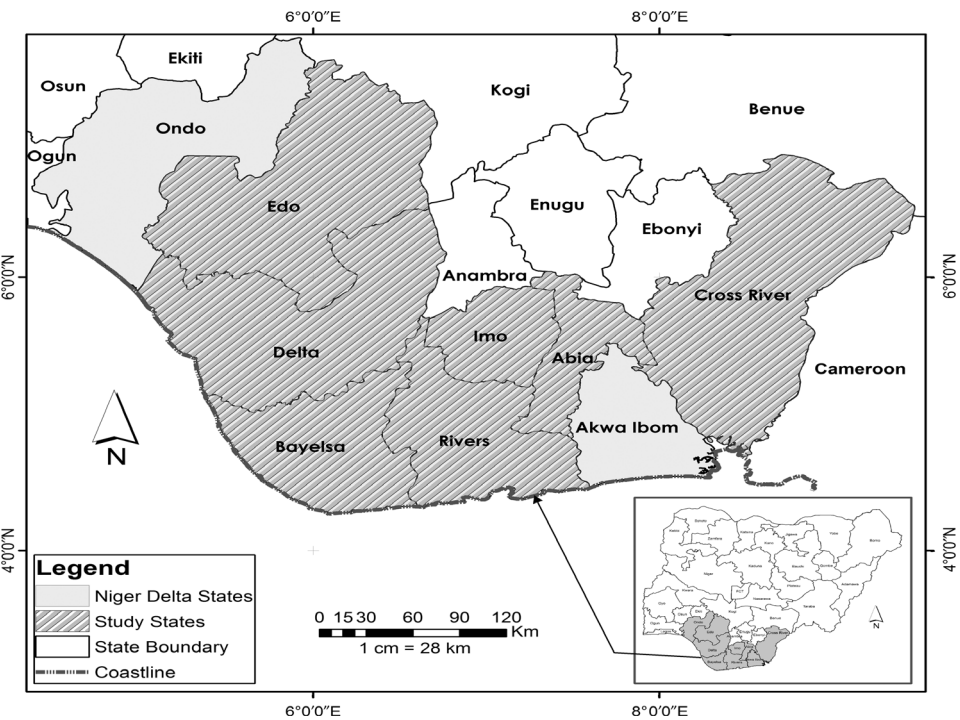 6°0'0"E 8°0'0"E
Ekiti
Osun
Kogi
Benue
Ondo
Ogun
Edo
Enugu
Ebonyi
Anambra
6°0'0"N 6°0'0"N
Cross River
Imo
Delta
Abia
Cameroon
Akwa Ibom
Rivers
Bayelsa
N
4°0'0"N 4°0'0"N
Legend
Niger Delta States
Study States
State Boundary
Coastline
0 15 30 60 90 120
Km
1 cm = 28 km
N
6°0'0"E 8°0'0"E